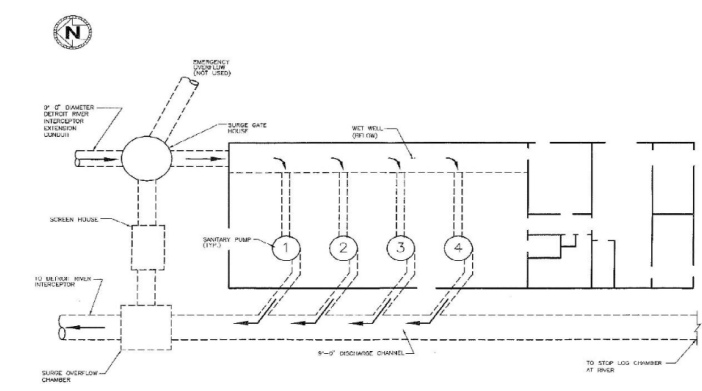 N
EMERGENCY
OVERFLOW
(NOT USED)
9'-0" DIAMETER
DETROIT RIVER
INTERCEPTOR
EXTENSION
CONDUIT
SURGE GATE
HOUSE
WET WELL
(BELOW)
SCREEN HOUSE
SANITARY PUMP
(TYP.)
1
2
3
4
TO DETROIT RIVER
INTERCEPTOR
9'-0" DISCHARGE CHANNEL
SURGE OVERFLOW
CHAMBER
TO STOP LOG CHAMBER
AT RIVER